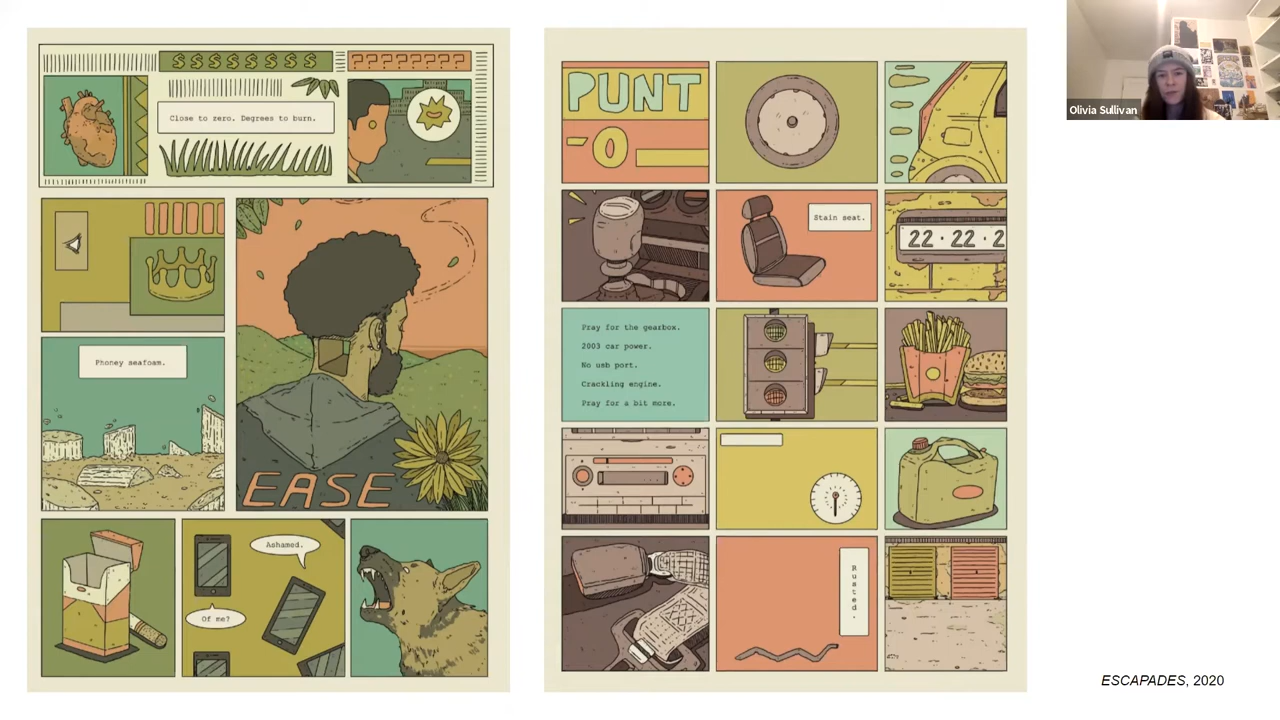 $ $ $ $ $ $ $ $
? ? ? ? ? ? ? ?
Close to zero. Degrees to burn.
Phoney seafoam.
EASE
Ashamed.
Of me?
PUNT
-0
Stain seat.
22·22·2
Pray for the gearbox.
2003 car power.
No usb port.
Crackling engine.
Pray for a bit more.
Rusted.
Olivia Sullivan
ESCAPADES, 2020